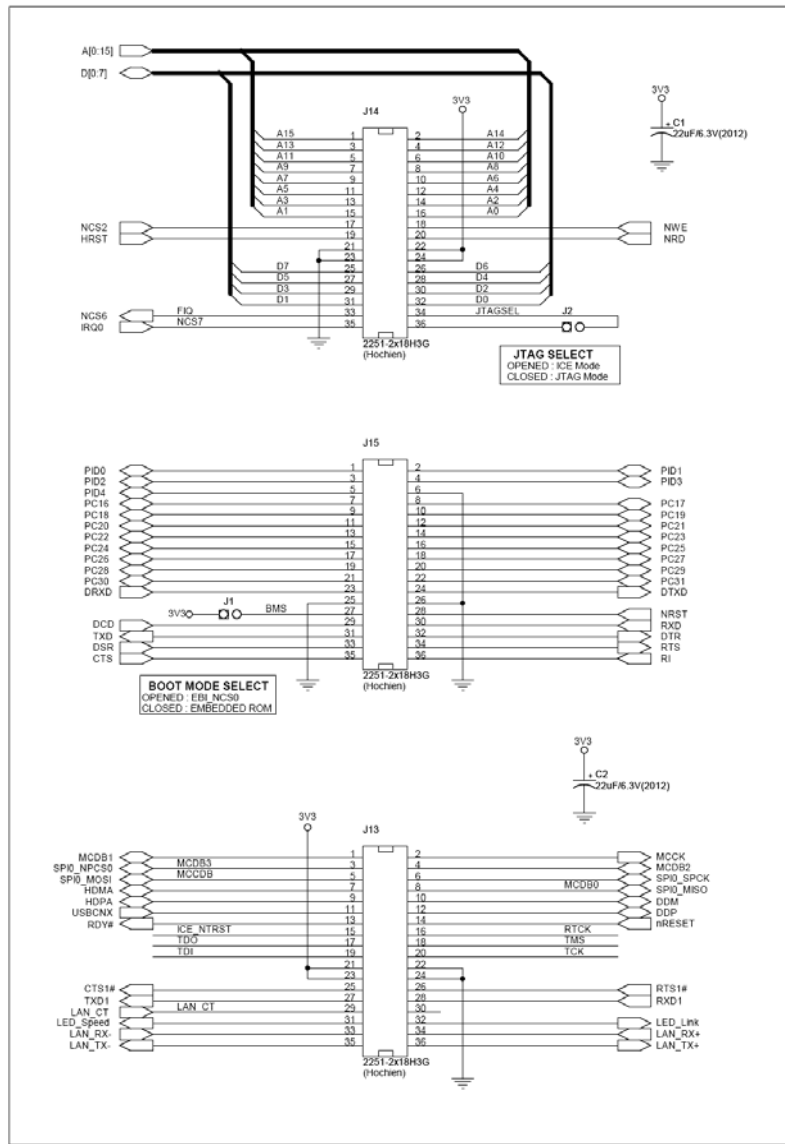 A[0:15]
D[0:7]
3V3
J14
3V3
C1
+
22uF/6.3V(2012)
A15 1 2 A14
A13 3 4 A12
A11 5 6 A10
A9 7 8 A8
A7 9 10 A6
A5 11 12 A4
A3 13 14 A2
A1 15 16 A0
NCS2 17 18 NWE
HRST 19 20 NRD
21 22
23 24
D7 25 26 D6
D5 27 28 D4
D3 29 30 D2
D1 31 32 D0
NCS6 FIQ 33 34 JTAGSEL J2
IRQ0 NCS7 35 36
2251-2x18H3G
(Hochien)
JTAG SELECT
OPENED : ICE Mode
CLOSED : JTAG Mode
J15
PID0 1 2 PID1
PID2 3 4 PID3
PID4 5 6
PC16 7 8 PC17
PC18 9 10 PC19
PC20 11 12 PC21
PC22 13 14 PC23
PC24 15 16 PC25
PC26 17 18 PC27
PC28 19 20 PC29
PC30 21 22 PC31
DRXD 23 24 DTXD
J1 25 26
3V3 BMS 27 28 NRST
DCD 29 30 RXD
TXD 31 32 DTR
DSR 33 34 RTS
CTS 35 36 RI
2251-2x18H3G
(Hochien)
BOOT MODE SELECT
OPENED : EBI_NCS0
CLOSED : EMBEDDED ROM
3V3
C2
+
22uF/6.3V(2012)
3V3
J13
MCDB1 1 2 MCCK
SPI0_NPCS0 MCDB3 3 4 MCDB2
SPI0_MOSI MCCDB 5 6 SPI0_SPCK
HDMA 7 8 MCDB0 SPI0_MISO
HDPA 9 10 DDM
USBCNX 11 12 DDP
RDY# 13 14 nRESET
ICE_NTRST 15 16 RTCK
TDO 17 18 TMS
TDI 19 20 TCK
21 22
23 24
CTS1# 25 26 RTS1#
TXD1 27 28 RXD1
LAN_CT LAN_CT 29 30
LED_Speed 31 32 LED_Link
LAN_RX- 33 34 LAN_RX+
LAN_TX- 35 36 LAN_TX+
2251-2x18H3G
(Hochien)